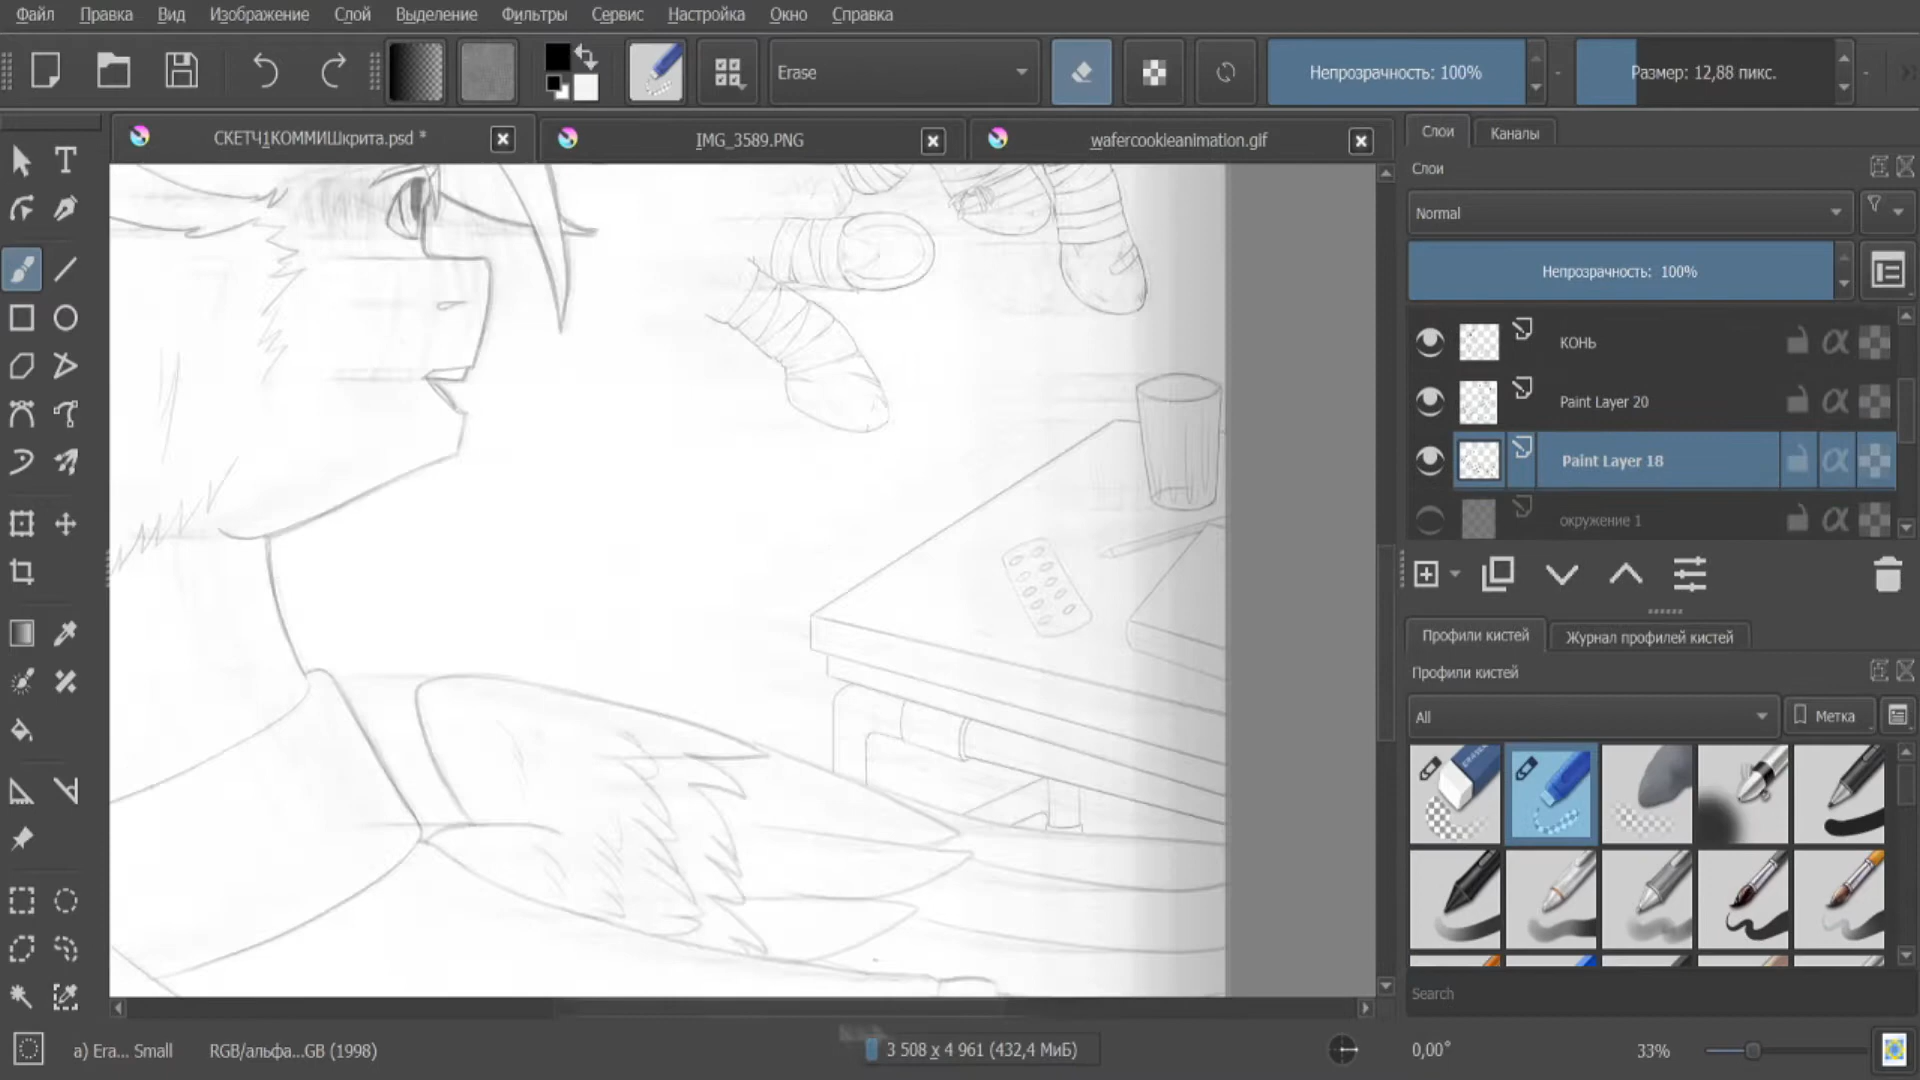 Файл Правка Вид Изображение Слой Выделение Фильтры Сервис Настройка Окно Справка
Erase
Непрозрачность: 100%
Размер: 12,88 пикс.
СКЕТЧ1КОММИШкрита.psd *
IMG_3589.PNG
wafercookieanimation.gif
Слои
Каналы
Слои
Normal
Непрозрачность: 100%
КОНЬ
Paint Layer 20
Paint Layer 18
окружение 1
Профили кистей
Журнал профилей кистей
Профили кистей
All
Метка
Search
a) Era... Small
RGB/альфа...GB (1998)
3 508 x 4 961 (432,4 МиБ)
0,00°
33%